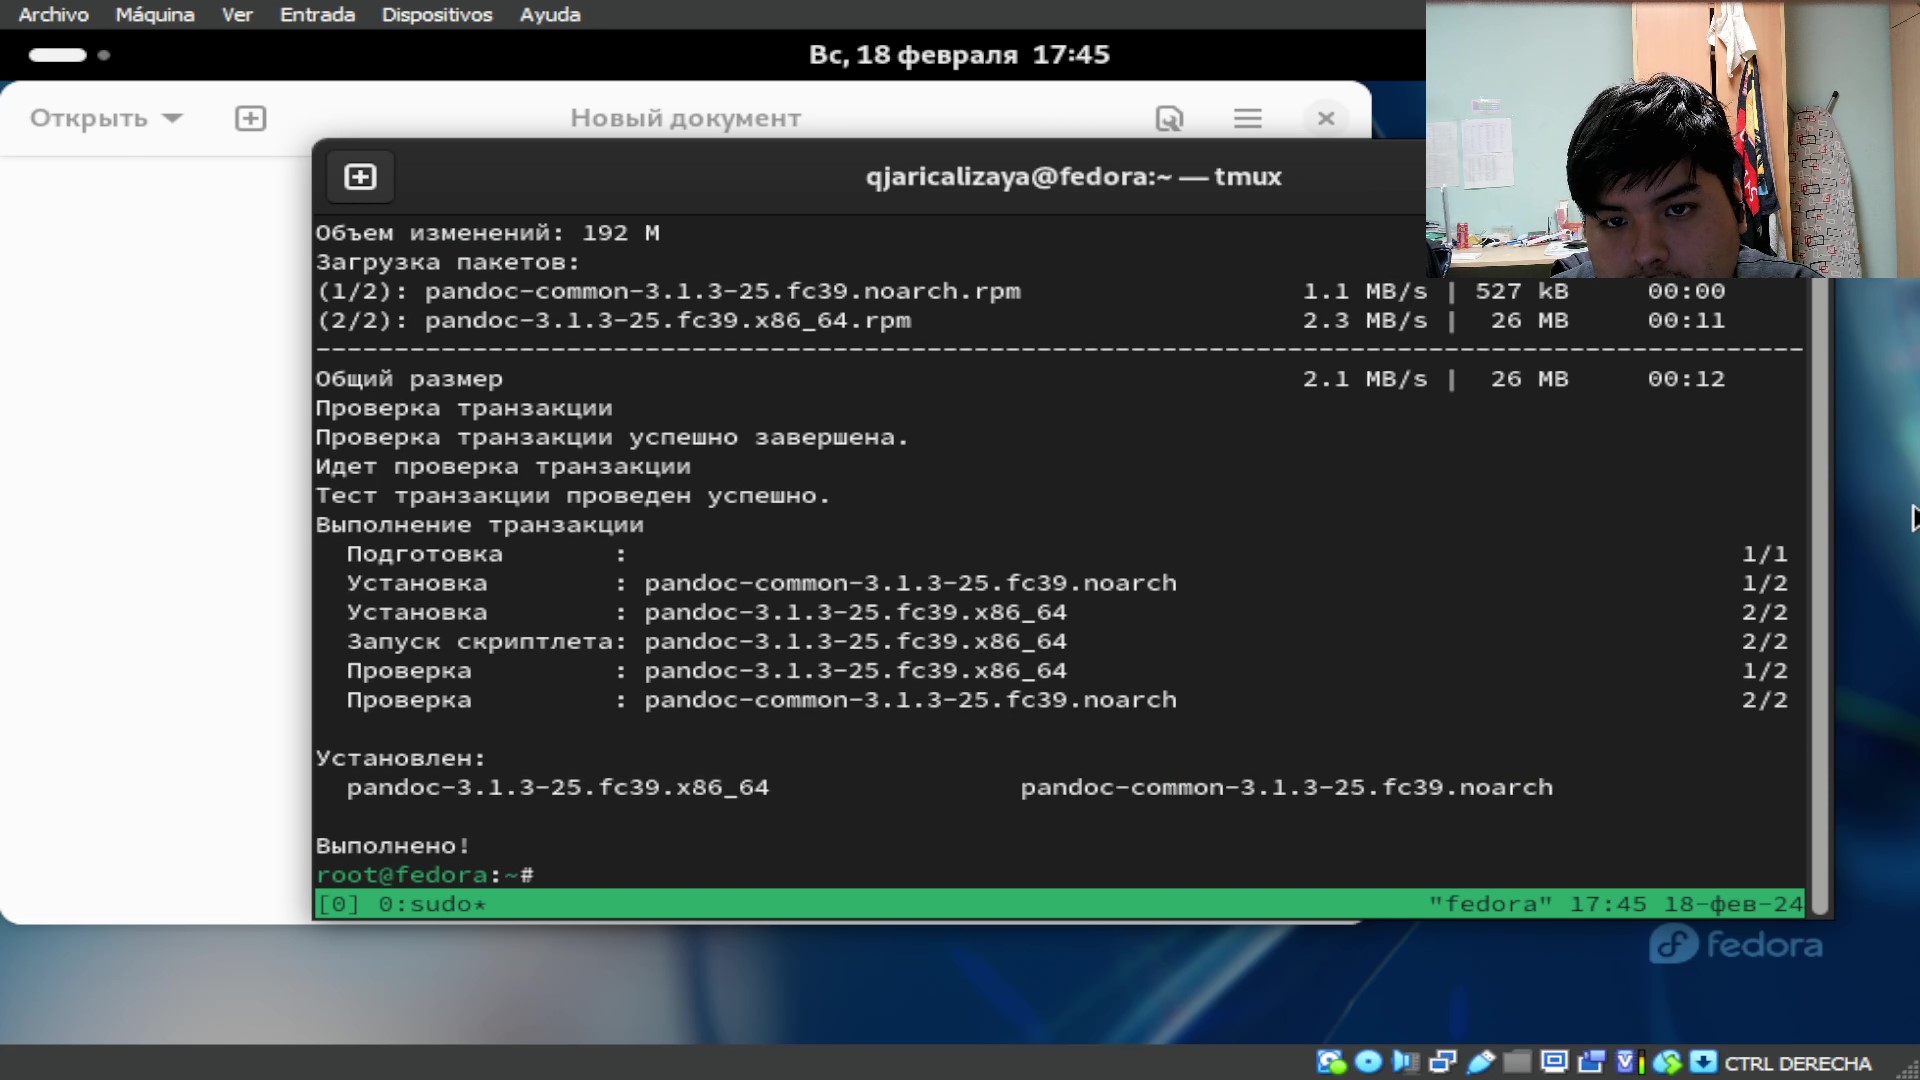 Archivo Máquina Ver Entrada Dispositivos Ayuda
Вс, 18 февраля 17:45
Открыть
Новый документ
qjaricalizaya@fedora:~ — tmux
Объем изменений: 192 M
Загрузка пакетов:
(1/2): pandoc-common-3.1.3-25.fc39.noarch.rpm 1.1 MB/s | 527 kB 00:00
(2/2): pandoc-3.1.3-25.fc39.x86_64.rpm 2.3 MB/s | 26 MB 00:11
--------------------------------------------------------------------------------
Общий размер 2.1 MB/s | 26 MB 00:12
Проверка транзакции
Проверка транзакции успешно завершена.
Идет проверка транзакции
Тест транзакции проведен успешно.
Выполнение транзакции
Подготовка : 1/1
Установка : pandoc-common-3.1.3-25.fc39.noarch 1/2
Установка : pandoc-3.1.3-25.fc39.x86_64 2/2
Запуск скриптлета: pandoc-3.1.3-25.fc39.x86_64 2/2
Проверка : pandoc-3.1.3-25.fc39.x86_64 1/2
Проверка : pandoc-common-3.1.3-25.fc39.noarch 2/2
Установлен:
pandoc-3.1.3-25.fc39.x86_64 pandoc-common-3.1.3-25.fc39.noarch
Выполнено!
root@fedora:~#
[0] 0:sudo* "fedora" 17:45 18-фев-24
fedora
CTRL DERECHA